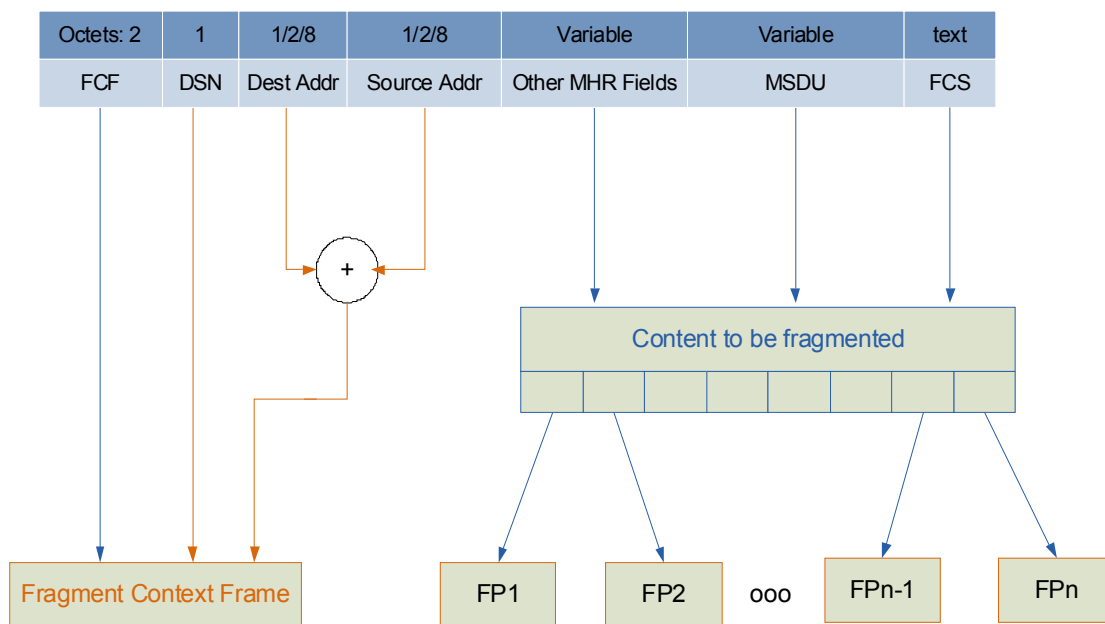 Octets: 2 1 1/2/8 1/2/8 Variable Variable text
FCF DSN Dest Addr Source Addr Other MHR Fields MSDU FCS
+
Content to be fragmented
Fragment Context Frame FP1 FP2 ooo FPn-1 FPn